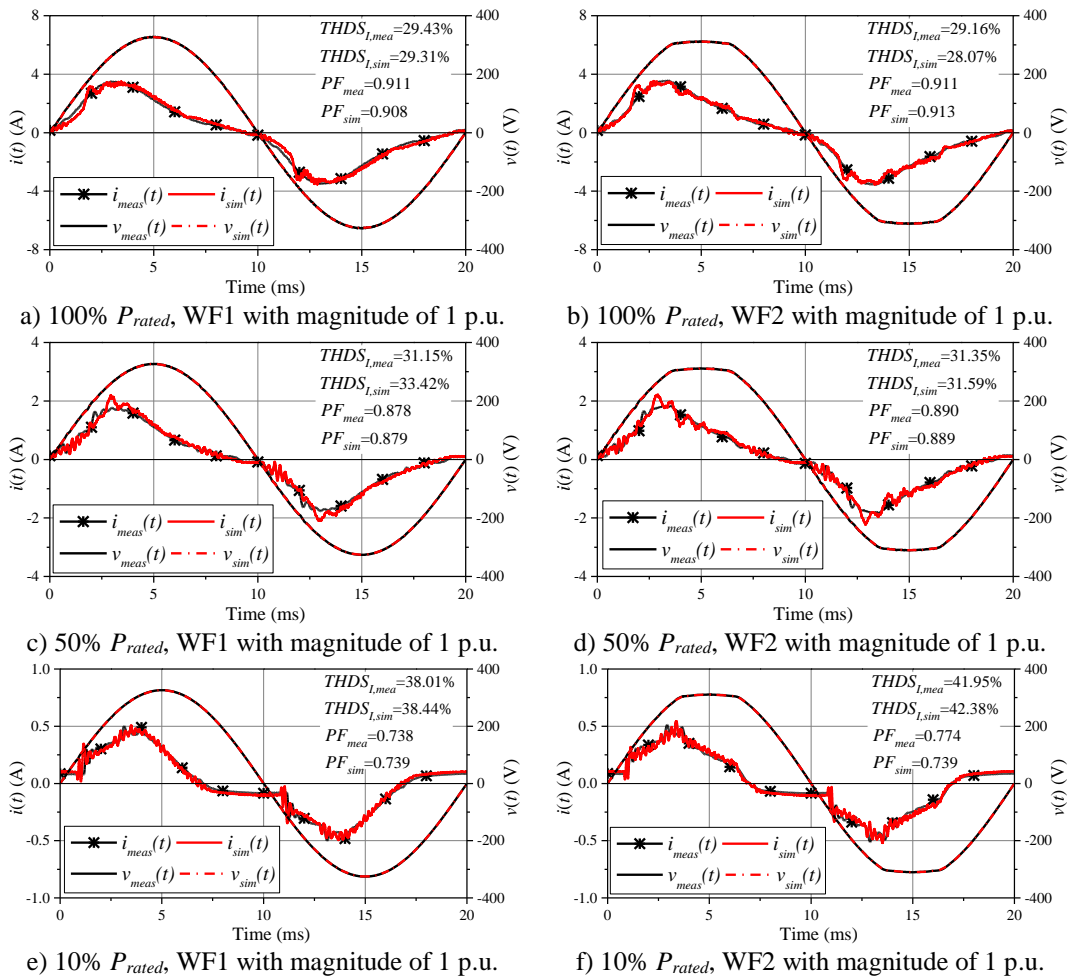 8
4
0
-4
-8
i(t) (A)
400
200
0
-200
-400
v(t) (V)
THDS_{I,mea}=29.43%
THDS_{I,sim}=29.31%
PF_{mea}=0.911
PF_{sim}=0.908
i_{meas}(t) i_{sim}(t)
v_{meas}(t) v_{sim}(t)
0 5 10 15 20
Time (ms)
a) 100% P_{rated}, WF1 with magnitude of 1 p.u.
8
4
0
-4
-8
i(t) (A)
400
200
0
-200
-400
v(t) (V)
THDS_{I,mea}=29.16%
THDS_{I,sim}=28.07%
PF_{mea}=0.911
PF_{sim}=0.913
i_{meas}(t) i_{sim}(t)
v_{meas}(t) v_{sim}(t)
0 5 10 15 20
Time (ms)
b) 100% P_{rated}, WF2 with magnitude of 1 p.u.
4
2
0
-2
-4
i(t) (A)
400
200
0
-200
-400
v(t) (V)
THDS_{I,mea}=31.15%
THDS_{I,sim}=33.42%
PF_{mea}=0.878
PF_{sim}=0.879
i_{meas}(t) i_{sim}(t)
v_{meas}(t) v_{sim}(t)
0 5 10 15 20
Time (ms)
c) 50% P_{rated}, WF1 with magnitude of 1 p.u.
4
2
0
-2
-4
i(t) (A)
400
200
0
-200
-400
v(t) (V)
THDS_{I,mea}=31.35%
THDS_{I,sim}=31.59%
PF_{mea}=0.890
PF_{sim}=0.889
i_{meas}(t) i_{sim}(t)
v_{meas}(t) v_{sim}(t)
0 5 10 15 20
Time (ms)
d) 50% P_{rated}, WF2 with magnitude of 1 p.u.
1.0
0.5
0.0
-0.5
-1.0
i(t) (A)
400
200
0
-200
-400
v(t) (V)
THDS_{I,mea}=38.01%
THDS_{I,sim}=38.44%
PF_{mea}=0.738
PF_{sim}=0.739
i_{meas}(t) i_{sim}(t)
v_{meas}(t) v_{sim}(t)
0 5 10 15 20
Time (ms)
e) 10% P_{rated}, WF1 with magnitude of 1 p.u.
1.0
0.5
0.0
-0.5
-1.0
i(t) (A)
400
200
0
-200
-400
v(t) (V)
THDS_{I,mea}=41.95%
THDS_{I,sim}=42.38%
PF_{mea}=0.774
PF_{sim}=0.739
i_{meas}(t) i_{sim}(t)
v_{meas}(t) v_{sim}(t)
0 5 10 15 20
Time (ms)
f) 10% P_{rated}, WF2 with magnitude of 1 p.u.